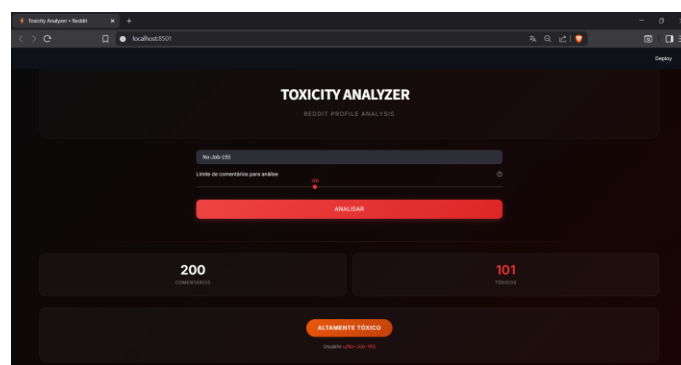 Toxicity Analyzer • Reddit
localhost:8501
Deploy
TOXICITY ANALYZER
REDDIT PROFILE ANALYSIS
No-Job-193
Limite de comentários para análise
200
ANALISAR
200
COMENTÁRIOS
101
TÓXICOS
ALTAMENTE TÓXICO
Usuário u/No-Job-193